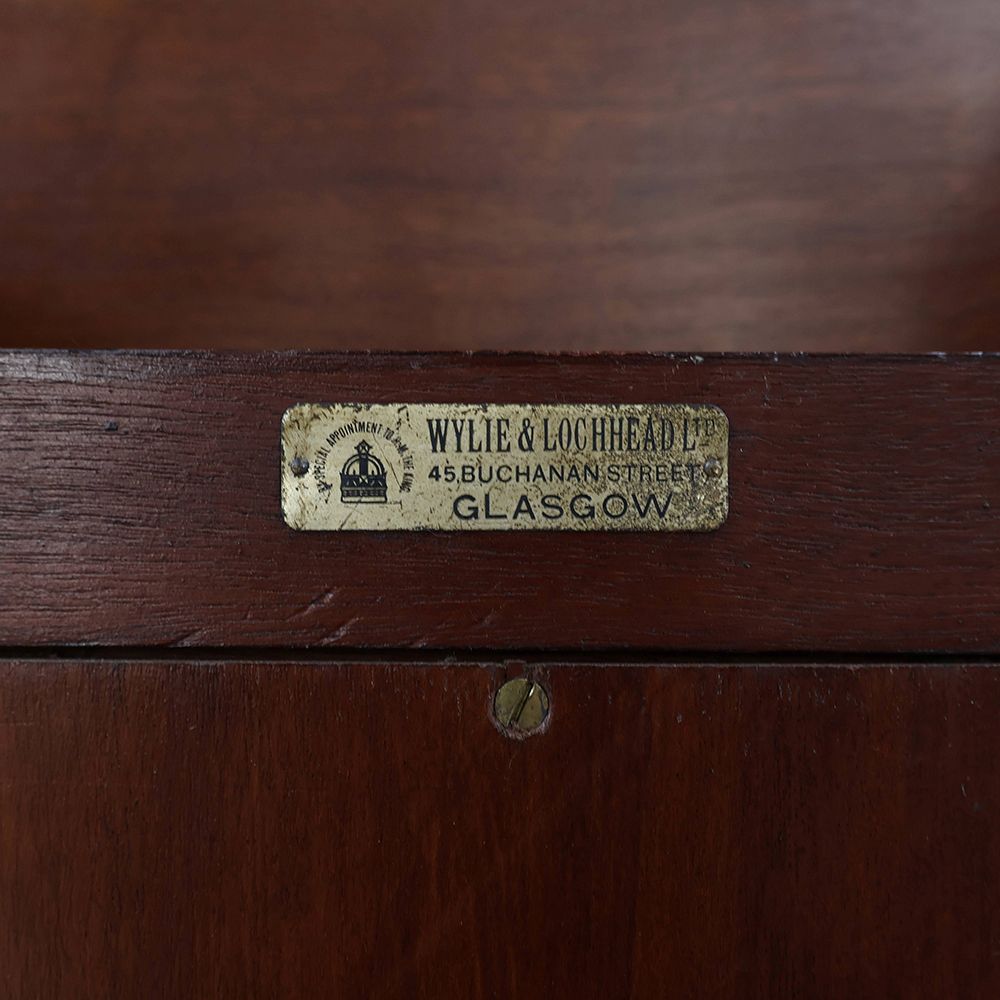 BY SPECIAL APPOINTMENT TO H.M. THE KING
WYLIE & LOCHHEAD LTD
45, BUCHANAN STREET
GLASGOW